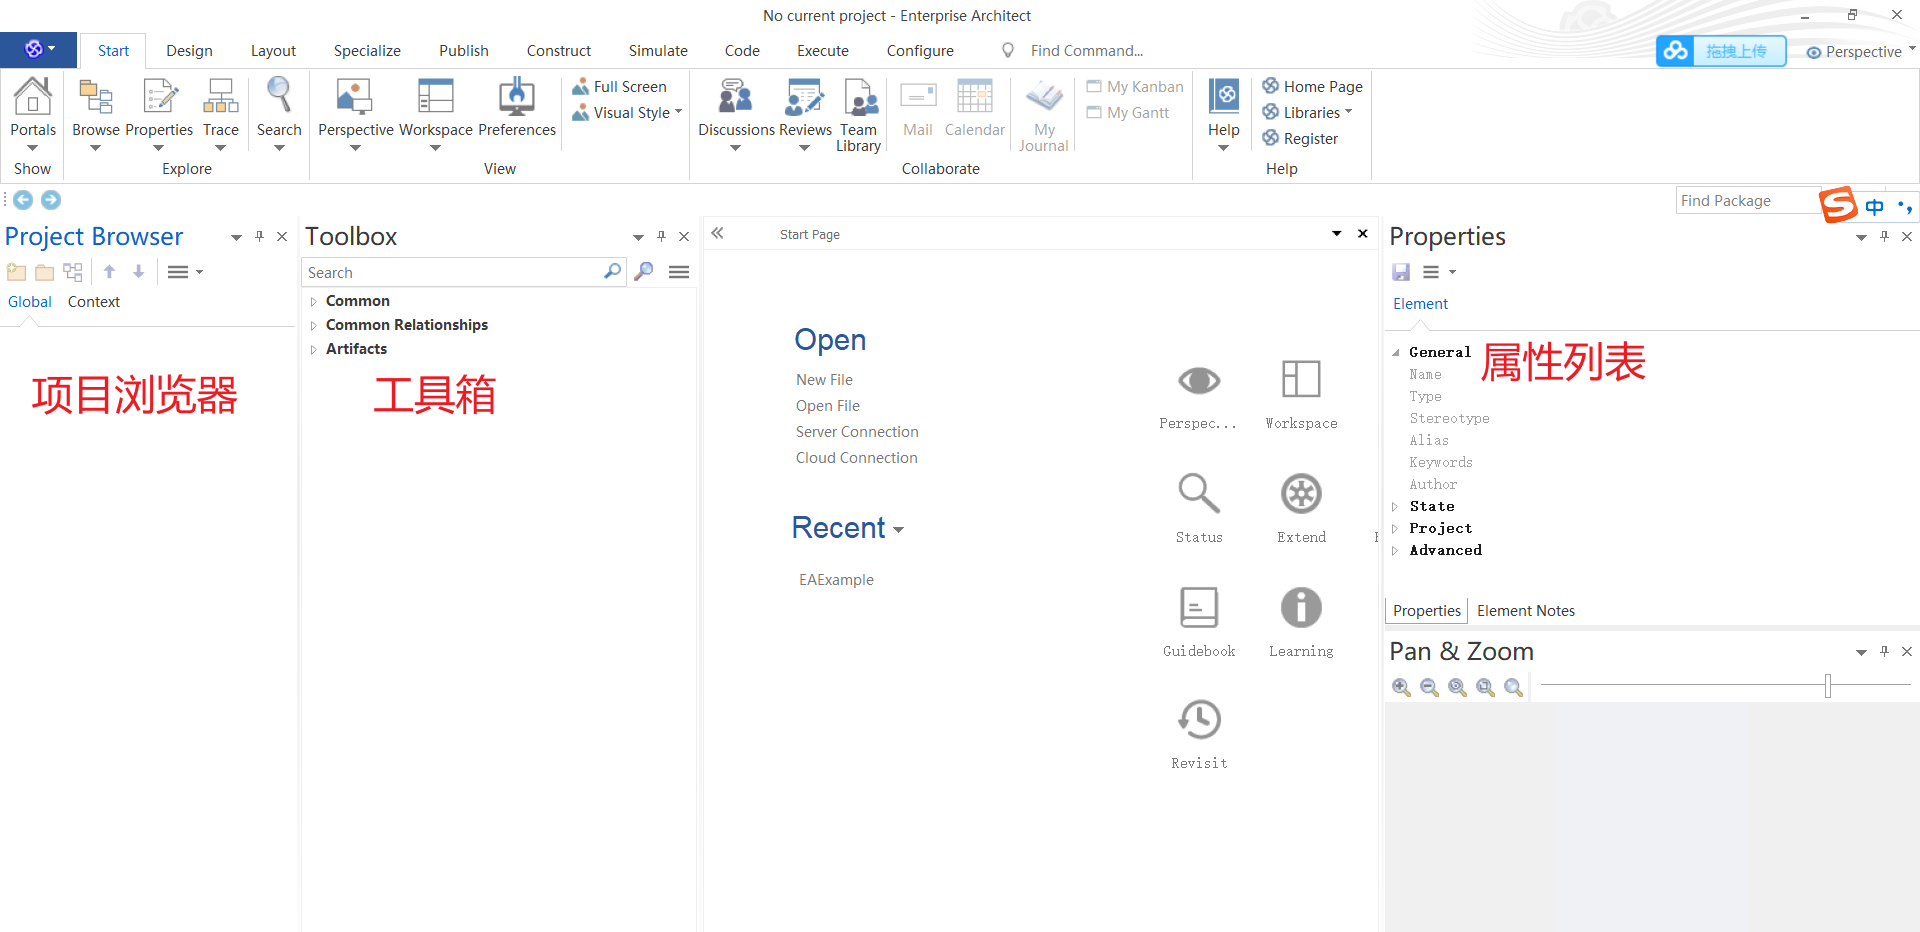 No current project - Enterprise Architect
Start Design Layout Specialize Publish Construct Simulate Code Execute Configure Find Command... 拖拽上传 Perspective
Portals Browse Properties Trace Search Perspective Workspace Preferences Full Screen Visual Style Discussions Reviews Team Library Mail Calendar My Journal My Kanban My Gantt Help Home Page Libraries Register
Show Explore View Collaborate Help
Find Package
中
Project Browser
Global Context
项目浏览器
Toolbox
Search
Common
Common Relationships
Artifacts
工具箱
Start Page
Open
New File
Open File
Server Connection
Cloud Connection
Recent
EAExample
Perspec... Workspace
Status Extend
Guidebook Learning
Revisit
Properties
Element
General
属性列表
Name
Type
Stereotype
Alias
Keywords
Author
State
Project
Advanced
Properties Element Notes
Pan & Zoom